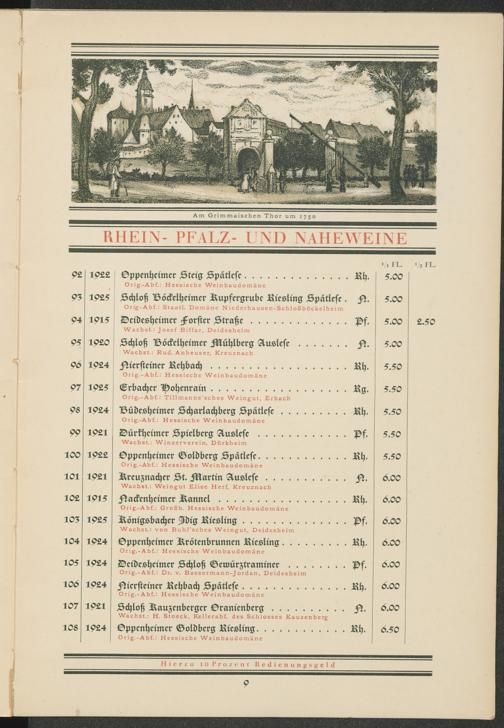 Am Grimmaischen Thor um 1750
RHEIN- PFALZ- UND NAHEWEINE
1/1 FL. 1/2 FL.
92 1922 Oppenheimer Steig Spätlese . . . . . . . . . . . . . . Rh. 5.00
Orig.-Abf.: Hessische Weinbaudomäne
93 1925 Schloß Böckelheimer Kupfergrube Riesling Spätlese . N. 5.00
Orig.-Abf.: Staatl. Domäne Niederhausen-Schloßböckelheim
94 1915 Deidesheimer Forster Straße . . . . . . . . . . . . . . Pf. 5.00 2.50
Wachst.: Josef Biffar, Deidesheim
95 1920 Schloß Böckelheimer Mühlberg Auslese . . . . . . . . N. 5.00
Wachst.: Rud. Anheuser, Kreuznach
96 1924 Niersteiner Rehbach . . . . . . . . . . . . . . . . . . Rh. 5.50
Orig.-Abf.: Hessische Weinbaudomäne
97 1925 Erbacher Hohenrain . . . . . . . . . . . . . . . . . . Rg. 5.50
Orig.-Abf.: Tillmanns'sches Weingut, Erbach
98 1924 Büdesheimer Scharlachberg Spätlese . . . . . . . . . Rh. 5.50
Orig.-Abf.: Hessische Weinbaudomäne
99 1921 Dürkheimer Spielberg Auslese . . . . . . . . . . . . . Pf. 5.50
Wachst.: Winzerverein, Dürkheim
100 1922 Oppenheimer Goldberg Spätlese . . . . . . . . . . . . Rh. 5.50
Orig.-Abf.: Hessische Weinbaudomäne
101 1921 Kreuznacher St. Martin Auslese . . . . . . . . . . . . N. 6.00
Wachst.: Weingut Else Herf, Kreuznach
102 1915 Nackenheimer Kannel . . . . . . . . . . . . . . . . . Rh. 6.00
Orig.-Abf.: Großh. Hessische Weinbaudomäne
103 1925 Königsbacher Idig Riesling . . . . . . . . . . . . . . Pf. 6.00
Wachst.: von Buhl'sches Weingut, Deidesheim
104 1924 Oppenheimer Krötenbrunnen Riesling . . . . . . . . . Rh. 6.00
Orig.-Abf.: Hessische Weinbaudomäne
105 1924 Deidesheimer Schloß Gewürztraminer . . . . . . . . . Pf. 6.00
Orig.-Abf.: Dr. v. Bassermann-Jordan, Deidesheim
106 1924 Niersteiner Rehbach Spätlese . . . . . . . . . . . . . Rh. 6.00
Orig.-Abf.: Hessische Weinbaudomäne
107 1921 Schloß Kauzenberger Oranienberg . . . . . . . . . . . N. 6.00
Wachst.: H. Stoeck, Kellerabf. des Schlosses Kauzenberg
108 1924 Oppenheimer Goldberg Riesling . . . . . . . . . . . . Rh. 6.50
Orig.-Abf.: Hessische Weinbaudomäne
Hierzu 10 Prozent Bedienungsgeld
9